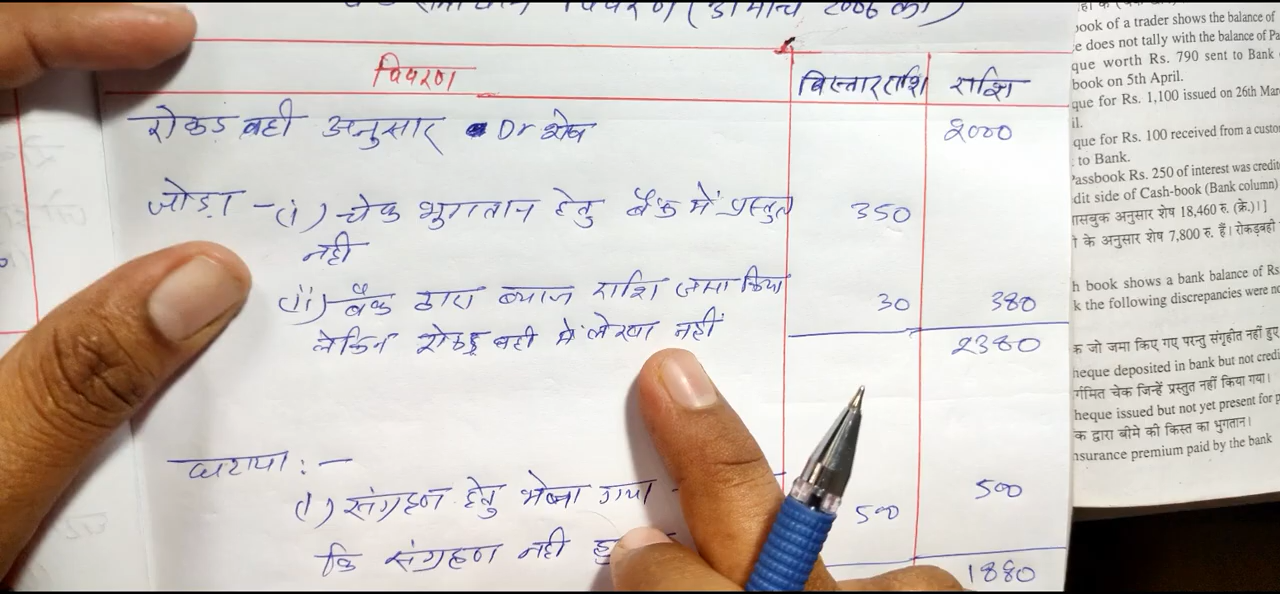 विवरण (31 मार्च 2006 को)
विवरण
विस्तार राशि
राशि
रोकड़ बही अनुसार Dr शेष
2000
जोड़ा - (i) चेक भुगतान हेतु बैंक में प्रस्तुत
350
नही
(ii) बैंक द्वारा ब्याज राशि जमा किया
30
380
लेकिन रोकड़ बही में लेखा नहीं
2380
घटाया :-
(i) संग्रहण हेतु भेजा गया
500
500
कि संग्रहण नही
1880
book of a trader shows the balance of
e does not tally with the balance of Pa
que worth Rs. 790 sent to Bank
book on 5th April.
que for Rs. 1,100 issued on 26th Mar
il.
que for Rs. 100 received from a custo
to Bank.
Passbook Rs. 250 of interest was credit
dit side of Cash-book (Bank column)
ासबुक अनुसार शेष 18,460 रु. (क्रे.)।]
के अनुसार शेष 7,800 रु. हैं। रोकड़बही
h book shows a bank balance of Rs
k the following discrepancies were no
क जो जमा किए गए परन्तु संगृहीत नहीं हुए
heque deposited in bank but not credi
र्गमित चेक जिन्हें प्रस्तुत नहीं किया गया।
heque issued but not yet present for p
क द्वारा बीमे की किस्त का भुगतान।
nsurance premium paid by the bank